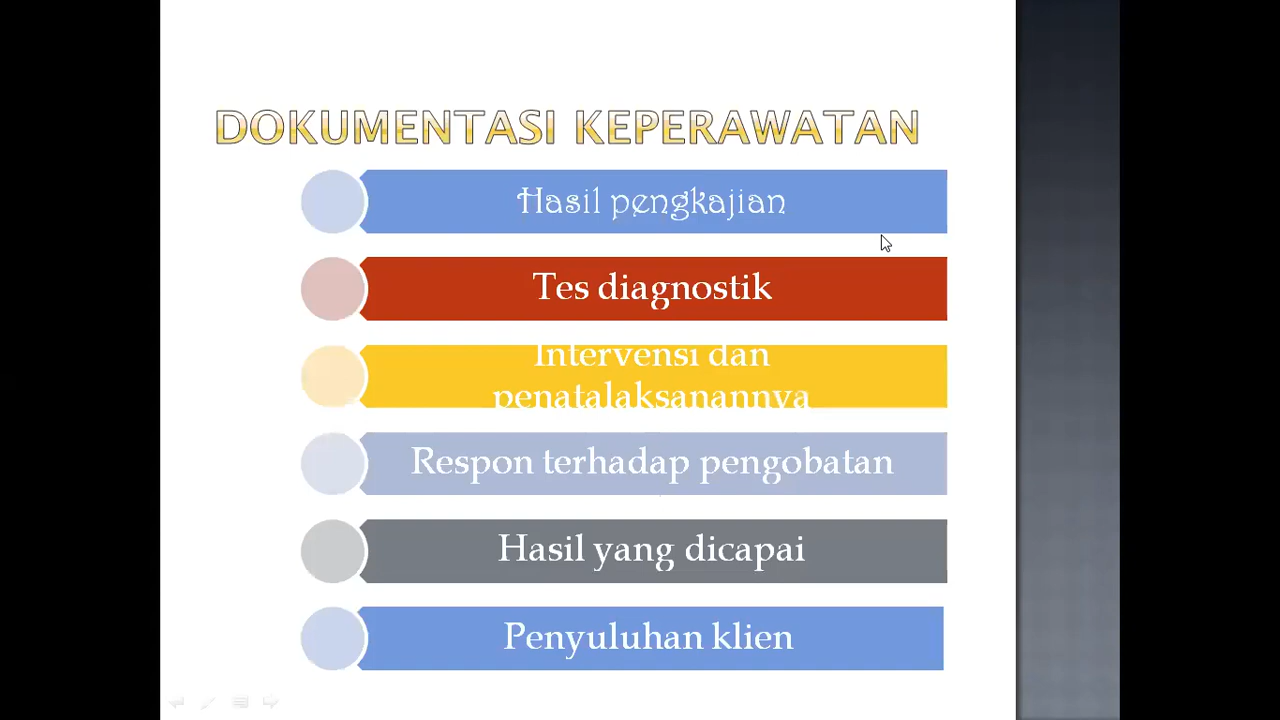 DOKUMENTASI KEPERAWATAN
Hasil pengkajian
Tes diagnostik
Intervensi dan
penatalaksanannya
Respon terhadap pengobatan
Hasil yang dicapai
Penyuluhan klien